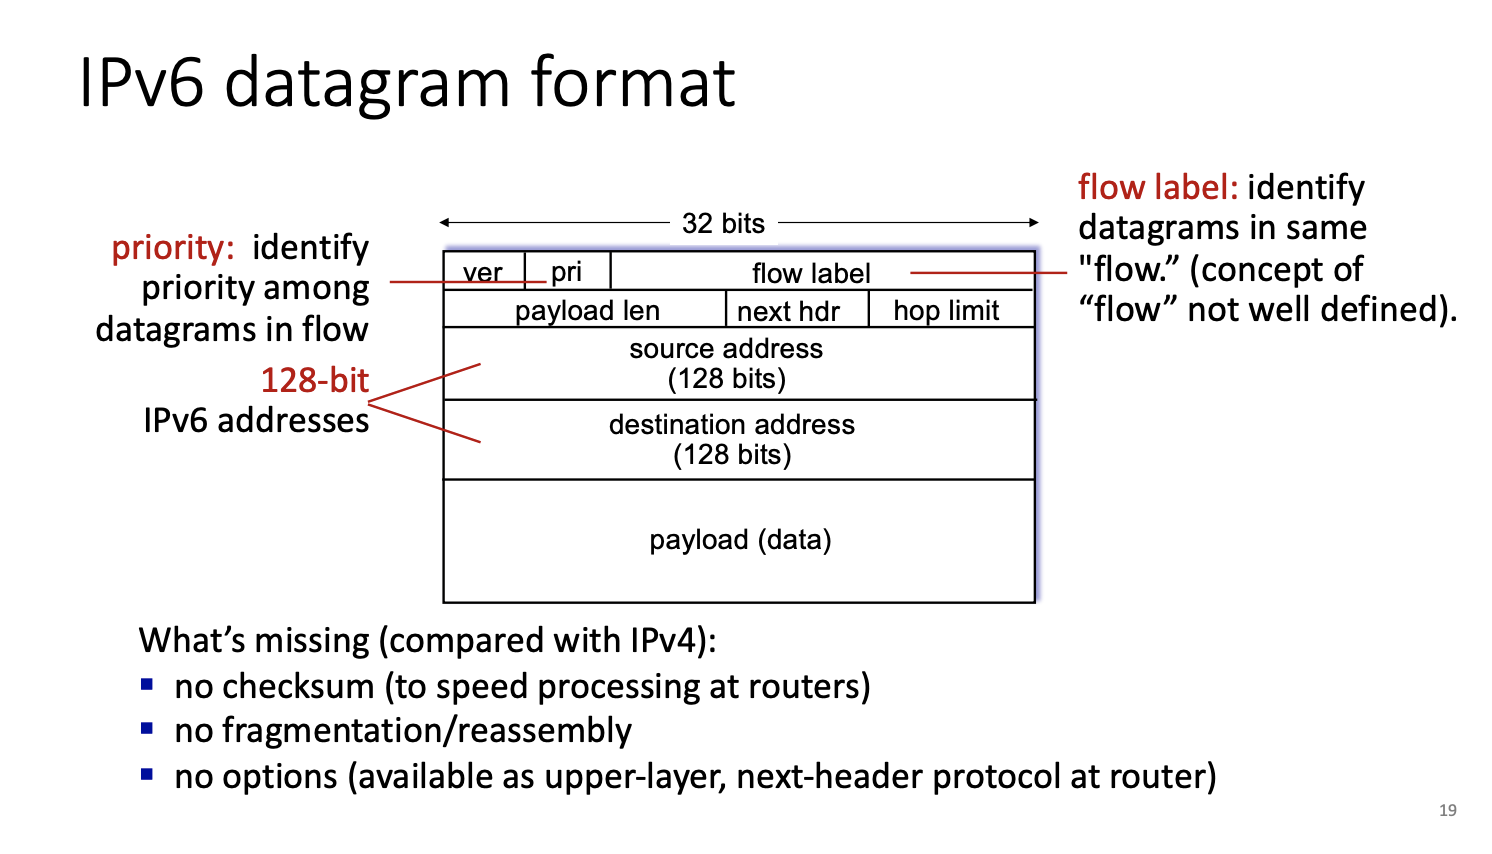 IPv6 datagram format
priority: identify
priority among
datagrams in flow
128-bit
IPv6 addresses
32 bits
ver pri flow label
payload len next hdr hop limit
source address
(128 bits)
destination address
(128 bits)
payload (data)
flow label: identify
datagrams in same
"flow.” (concept of
“flow” not well defined).
What’s missing (compared with IPv4):
▪ no checksum (to speed processing at routers)
▪ no fragmentation/reassembly
▪ no options (available as upper-layer, next-header protocol at router)
19